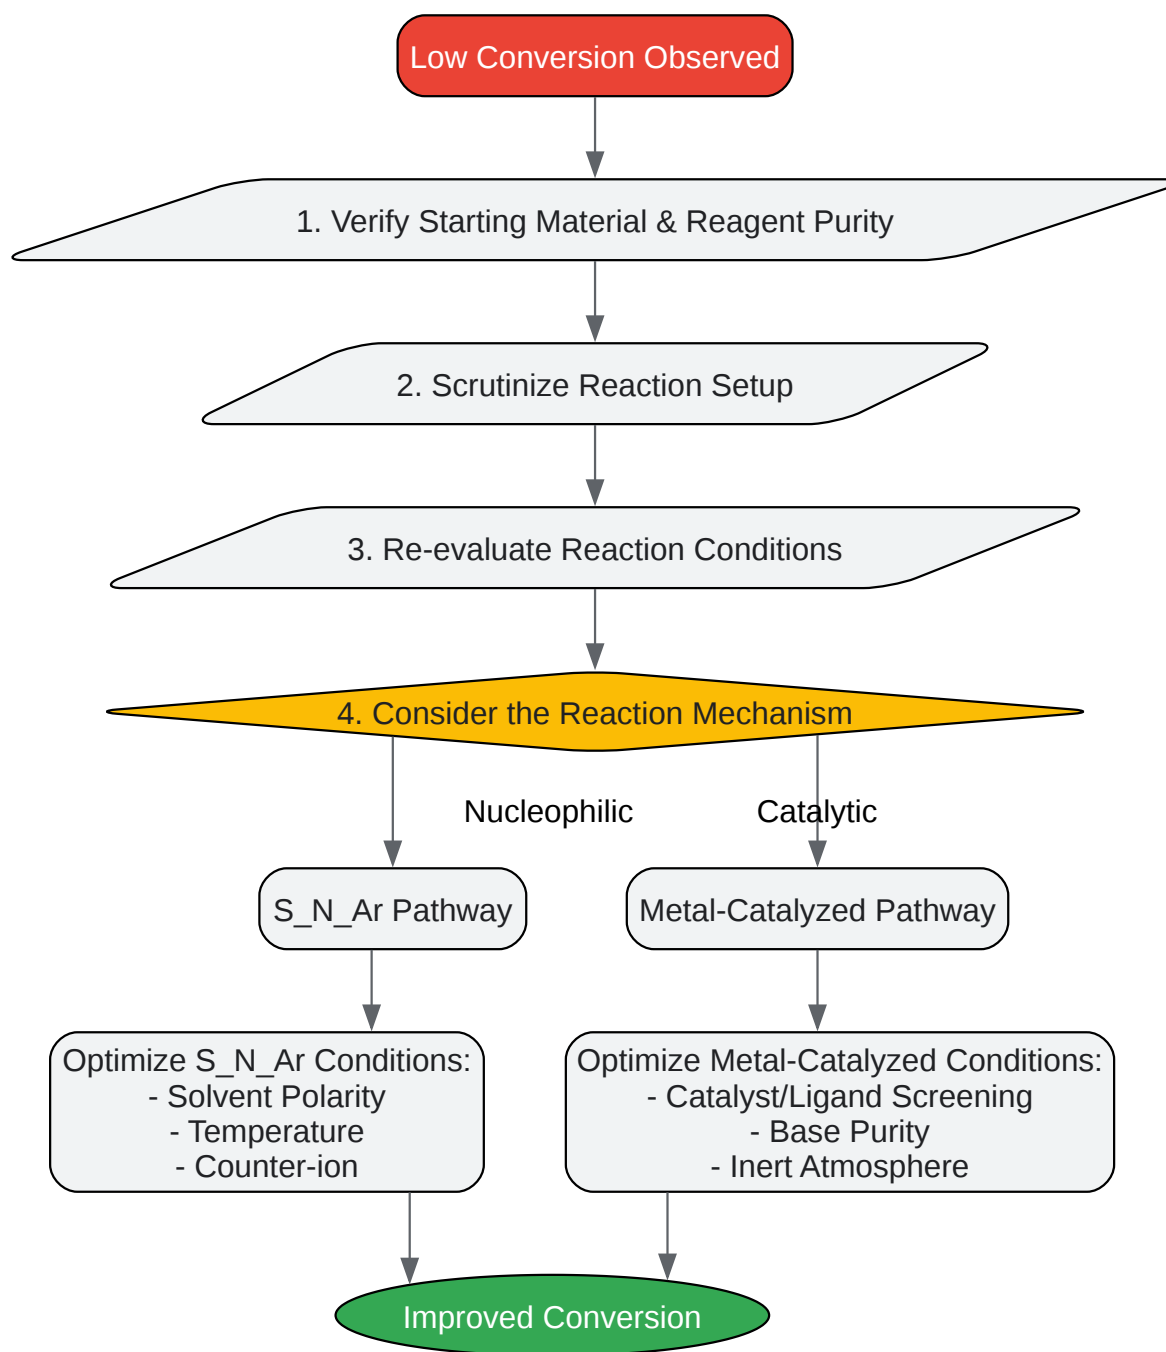 Low Conversion Observed
1. Verify Starting Material & Reagent Purity
2. Scrutinize Reaction Setup
3. Re-evaluate Reaction Conditions
4. Consider the Reaction Mechanism
Nucleophilic
Catalytic
S_N_Ar Pathway
Metal-Catalyzed Pathway
Optimize S_N_Ar Conditions:
- Solvent Polarity
- Temperature
- Counter-ion
Optimize Metal-Catalyzed Conditions:
- Catalyst/Ligand Screening
- Base Purity
- Inert Atmosphere
Improved Conversion